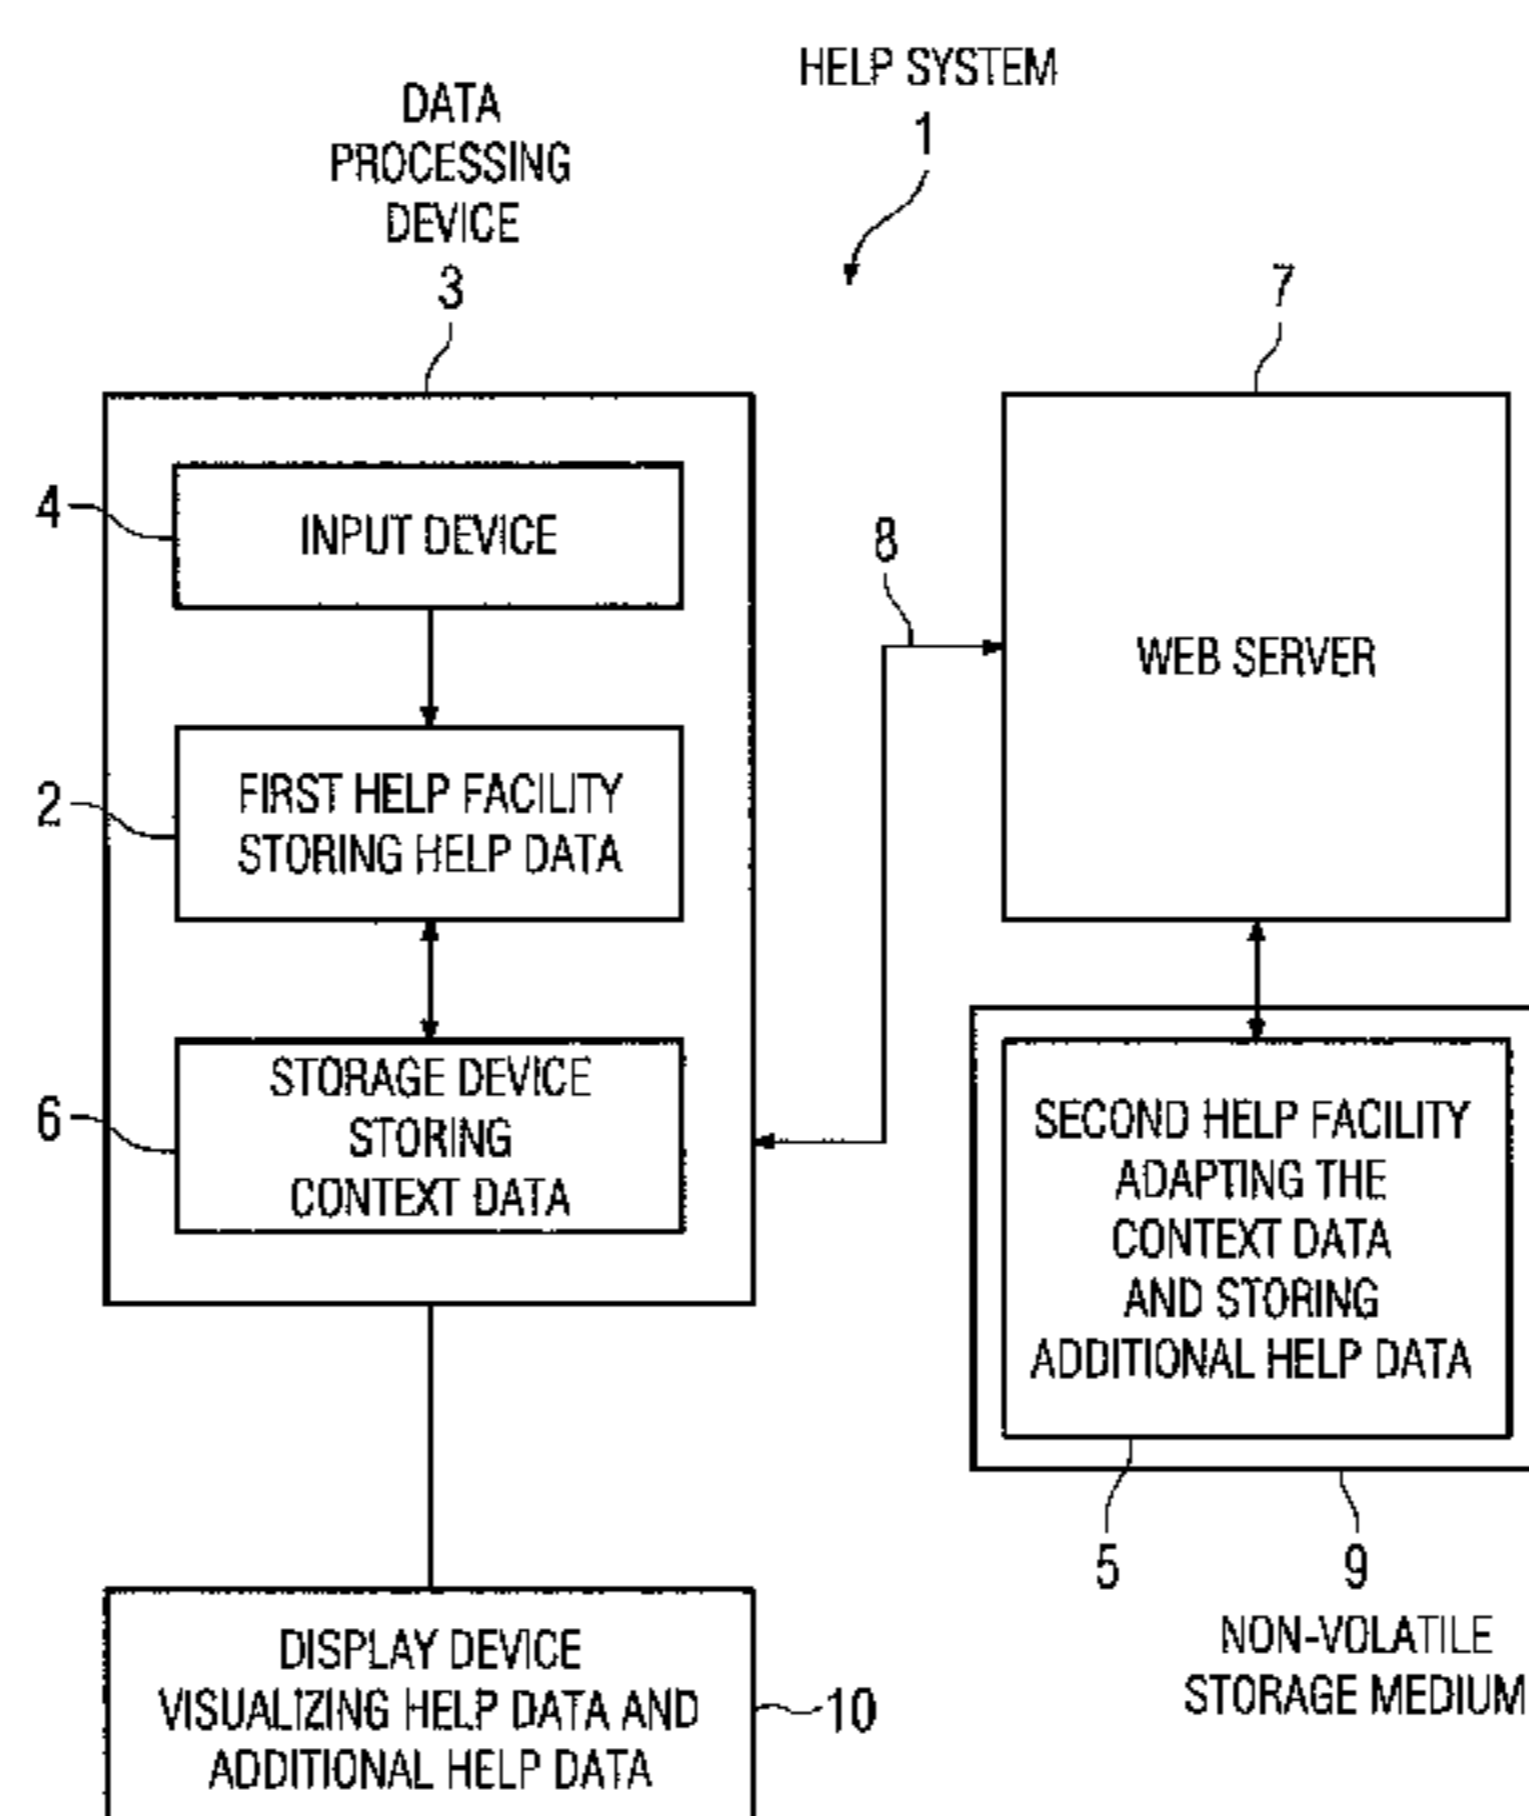 HELP SYSTEM
1
DATA
PROCESSING
DEVICE
3
7
4
INPUT DEVICE
8
WEB SERVER
2
FIRST HELP FACILITY
STORING HELP DATA
6
STORAGE DEVICE
STORING
CONTEXT DATA
SECOND HELP FACILITY
ADAPTING THE
CONTEXT DATA
AND STORING
ADDITIONAL HELP DATA
5
9
NON-VOLATILE
STORAGE MEDIUM
DISPLAY DEVICE
VISUALIZING HELP DATA AND
ADDITIONAL HELP DATA
10